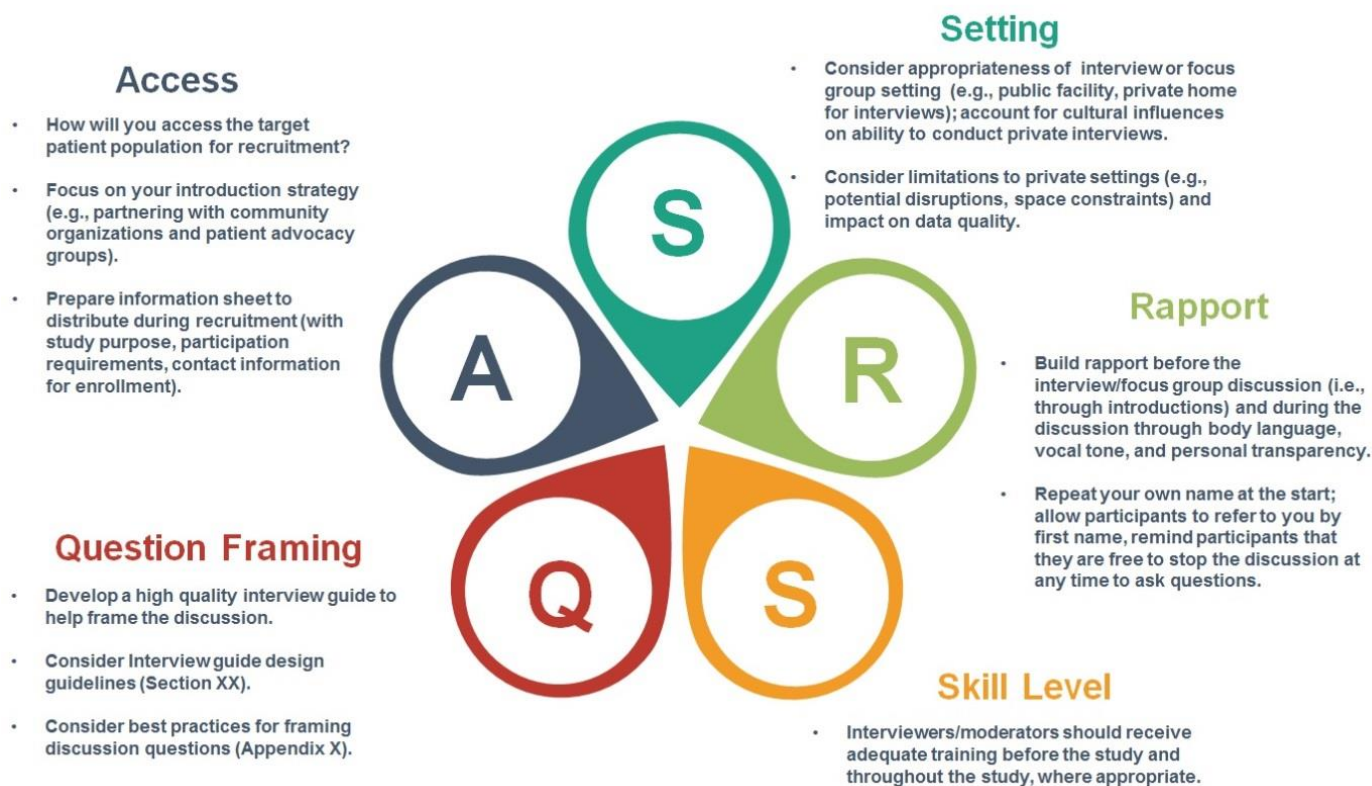 Access
• How will you access the target
patient population for recruitment?
• Focus on your introduction strategy
(e.g., partnering with community
organizations and patient advocacy
groups).
• Prepare information sheet to
distribute during recruitment (with
study purpose, participation
requirements, contact information
for enrollment).
Setting
• Consider appropriateness of interview or focus
group setting (e.g., public facility, private home
for interviews); account for cultural influences
on ability to conduct private interviews.
• Consider limitations to private settings (e.g.,
potential disruptions, space constraints) and
impact on data quality.
S
A
R
Q
S
Rapport
• Build rapport before the
interview/focus group discussion (i.e.,
through introductions) and during the
discussion through body language,
vocal tone, and personal transparency.
• Repeat your own name at the start;
allow participants to refer to you by
first name, remind participants that
they are free to stop the discussion at
any time to ask questions.
Question Framing
• Develop a high quality interview guide to
help frame the discussion.
• Consider Interview guide design
guidelines (Section XX).
• Consider best practices for framing
discussion questions (Appendix X).
Skill Level
• Interviewers/moderators should receive
adequate training before the study and
throughout the study, where appropriate.